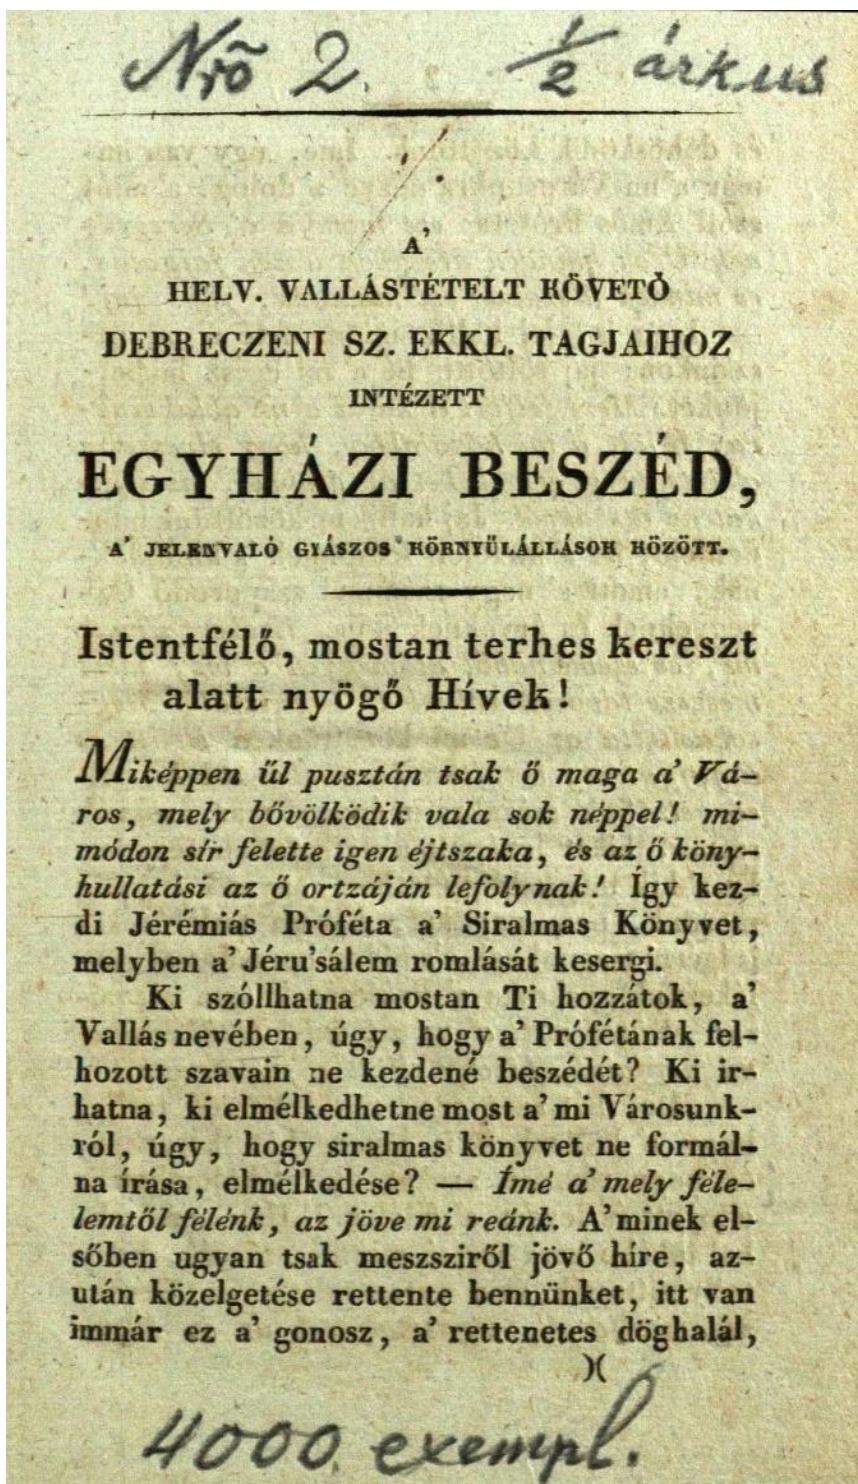 Nrō 2. 1/2 árkus
A'
HELV. VALLÁSTÉTELT KÖVETŐ
DEBRECZENI SZ. EKKL. TAGJAIHOZ
INTÉZETT
EGYHÁZI BESZÉD,
A' JELENVALÓ GYÁSZOS KÖRNYŰLÁLLÁSOK KÖZÖTT.
Istentfélő, mostan terhes kereszt
alatt nyögő Hívek!
Miképpen űl pusztán tsak ő maga a' Vá-
ros, mely bővölködik vala sok néppel! mi-
módon sír felette igen éjtszaka, és az ő köny-
hullatási az ő ortzáján lefolynak! Így kez-
di Jérémiás Próféta a' Siralmas Könyvet,
melyben a' Jéru'sálem romlását kesergi.
Ki szóllhatna mostan Ti hozzátok, a'
Vallás nevében, úgy, hogy a' Prófétának fel-
hozott szavain ne kezdené beszédét? Ki ir-
hatna, ki elmélkedhetne most a' mi Városunk-
ról, úgy, hogy siralmas könyvet ne formál-
na írása, elmélkedése? — Ímé a' mely féle-
lemtől félénk, az jöve mi reánk. A' minek el-
sőben ugyan tsak meszsziről jövő híre, az-
után közelgetése rettente bennünket, itt van
immár ez a' gonosz, a' rettenetes döghalál,
)(
4000 exempl.